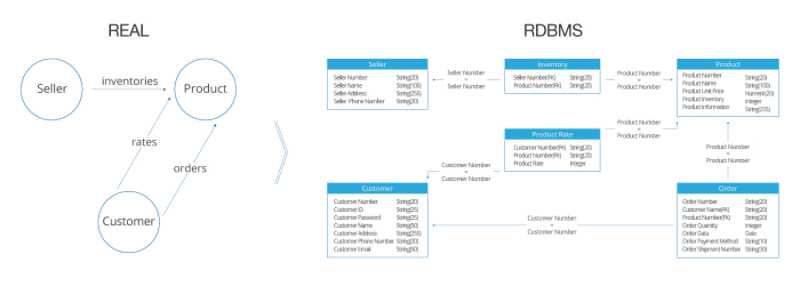 REAL
RDBMS
Seller
inventories
Product
rates
orders
Customer
Seller
Seller Number String(20)
Seller Name String(100)
Seller Address String(255)
Seller Phone Number String(20)
Seller Number
=
Seller Number
Inventory
Seller Number(FK) String(20)
Product Number(FK) String(20)
Product Number
=
Product Number
Product
Product Number String(20)
Product Name String(100)
Product Unit Price Numeric(20)
Product Inventory Integer
Product Information String(255)
Product Number
=
Product Number
Product Rate
Customer Number(FK) String(20)
Product Number(FK) String(20)
Product Rate Integer
Customer Number
=
Customer Number
Product Number
=
Product Number
Customer
Customer Number String(20)
Customer ID String(25)
Customer Password String(25)
Customer Name String(50)
Customer Address String(255)
Customer Phone Number String(20)
Customer Email String(50)
Customer Number
=
Customer Number
Order
Order Number String(20)
Customer Name(FK) String(20)
Product Number(FK) String(20)
Order Quantity Integer
Order Data Date
Order Payment Method String(10)
Order Shipment Number String(30)